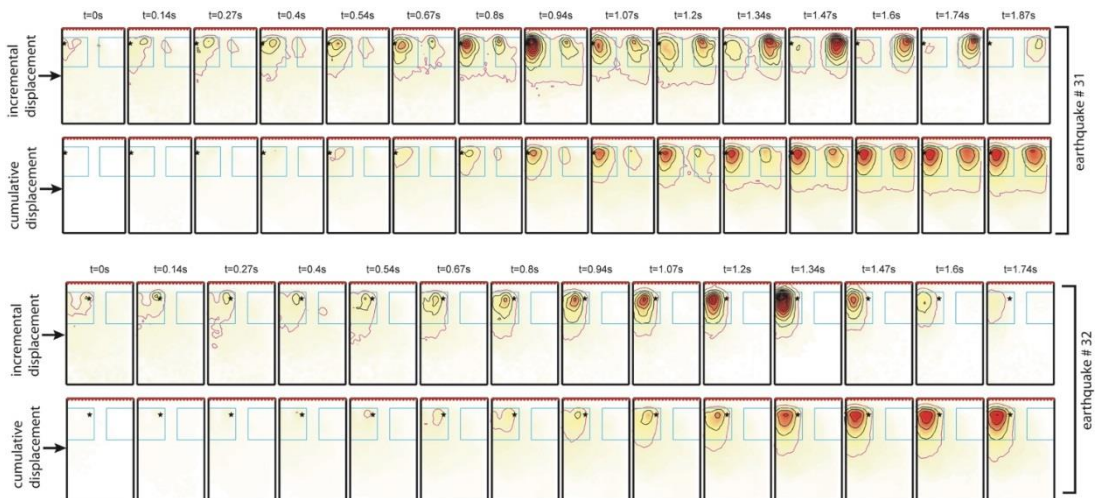 t=0s t=0.14s t=0.27s t=0.4s t=0.54s t=0.67s t=0.8s t=0.94s t=1.07s t=1.2s t=1.34s t=1.47s t=1.6s t=1.74s t=1.87s
incremental
displacement
cumulative
displacement
earthquake # 31
t=0s t=0.14s t=0.27s t=0.4s t=0.54s t=0.67s t=0.8s t=0.94s t=1.07s t=1.2s t=1.34s t=1.47s t=1.6s t=1.74s
incremental
displacement
cumulative
displacement
earthquake # 32